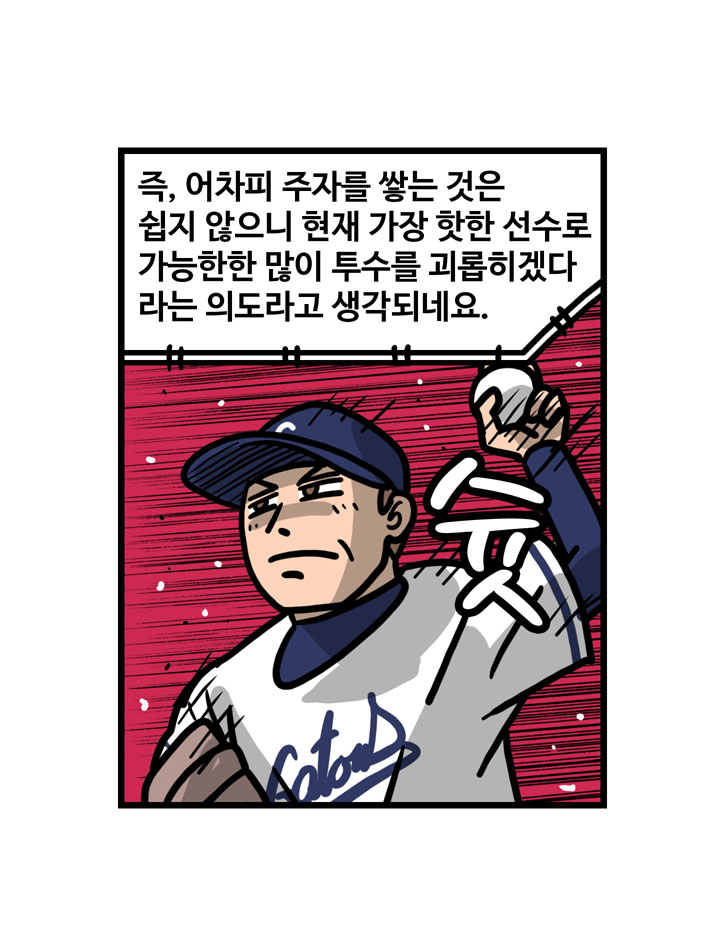 즉, 어차피 주자를 쌓는 것은
쉽지 않으니 현재 가장 핫한 선수로
가능한한 많이 투수를 괴롭히겠다
라는 의도라고 생각되네요.
C
슛
Gatons